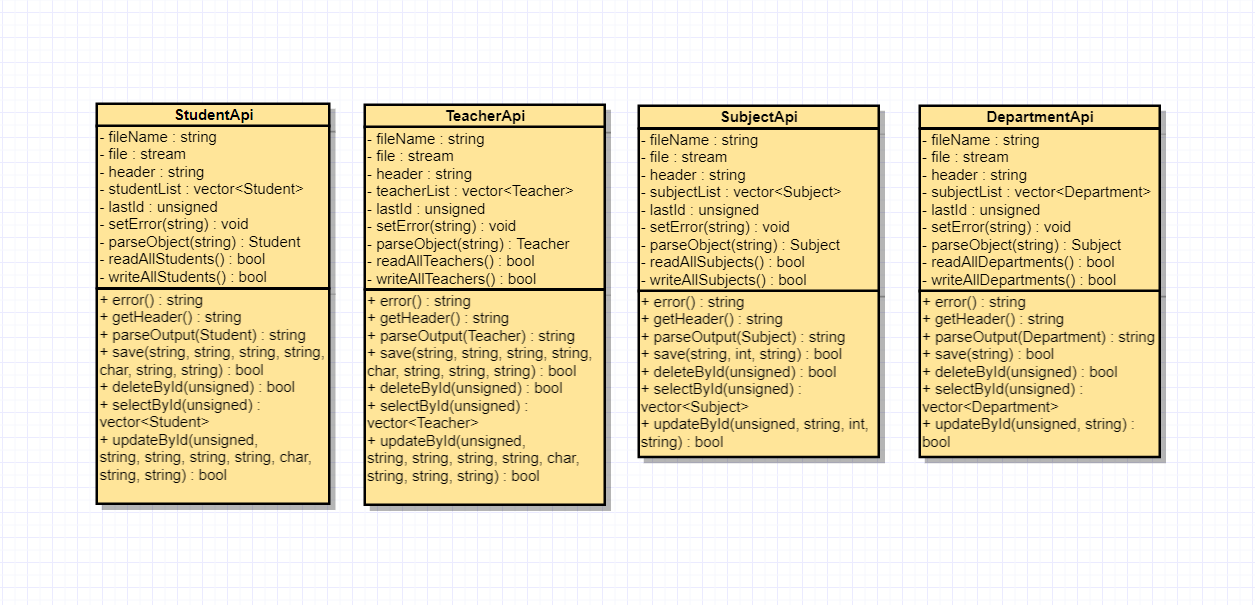 StudentApi
- fileName : string
- file : stream
- header : string
- studentList : vector<Student>
- lastId : unsigned
- setError(string) : void
- parseObject(string) : Student
- readAllStudents() : bool
- writeAllStudents() : bool
+ error() : string
+ getHeader() : string
+ parseOutput(Student) : string
+ save(string, string, string, string,
char, string, string) : bool
+ deleteById(unsigned) : bool
+ selectById(unsigned) :
vector<Student>
+ updateById(unsigned,
string, string, string, string, char,
string, string) : bool
TeacherApi
- fileName : string
- file : stream
- header : string
- teacherList : vector<Teacher>
- lastId : unsigned
- setError(string) : void
- parseObject(string) : Teacher
- readAllTeachers() : bool
- writeAllTeachers() : bool
+ error() : string
+ getHeader() : string
+ parseOutput(Teacher) : string
+ save(string, string, string, string,
char, string, string, string) : bool
+ deleteById(unsigned) : bool
+ selectById(unsigned) :
vector<Teacher>
+ updateById(unsigned,
string, string, string, string, char,
string, string, string) : bool
SubjectApi
- fileName : string
- file : stream
- header : string
- subjectList : vector<Subject>
- lastId : unsigned
- setError(string) : void
- parseObject(string) : Subject
- readAllSubjects() : bool
- writeAllSubjects() : bool
+ error() : string
+ getHeader() : string
+ parseOutput(Subject) : string
+ save(string, int, string) : bool
+ deleteById(unsigned) : bool
+ selectById(unsigned) :
vector<Subject>
+ updateById(unsigned, string, int,
string) : bool
DepartmentApi
- fileName : string
- file : stream
- header : string
- subjectList : vector<Department>
- lastId : unsigned
- setError(string) : void
- parseObject(string) : Subject
- readAllDepartments() : bool
- writeAllDepartments() : bool
+ error() : string
+ getHeader() : string
+ parseOutput(Department) : string
+ save(string) : bool
+ deleteById(unsigned) : bool
+ selectById(unsigned) :
vector<Department>
+ updateById(unsigned, string) :
bool